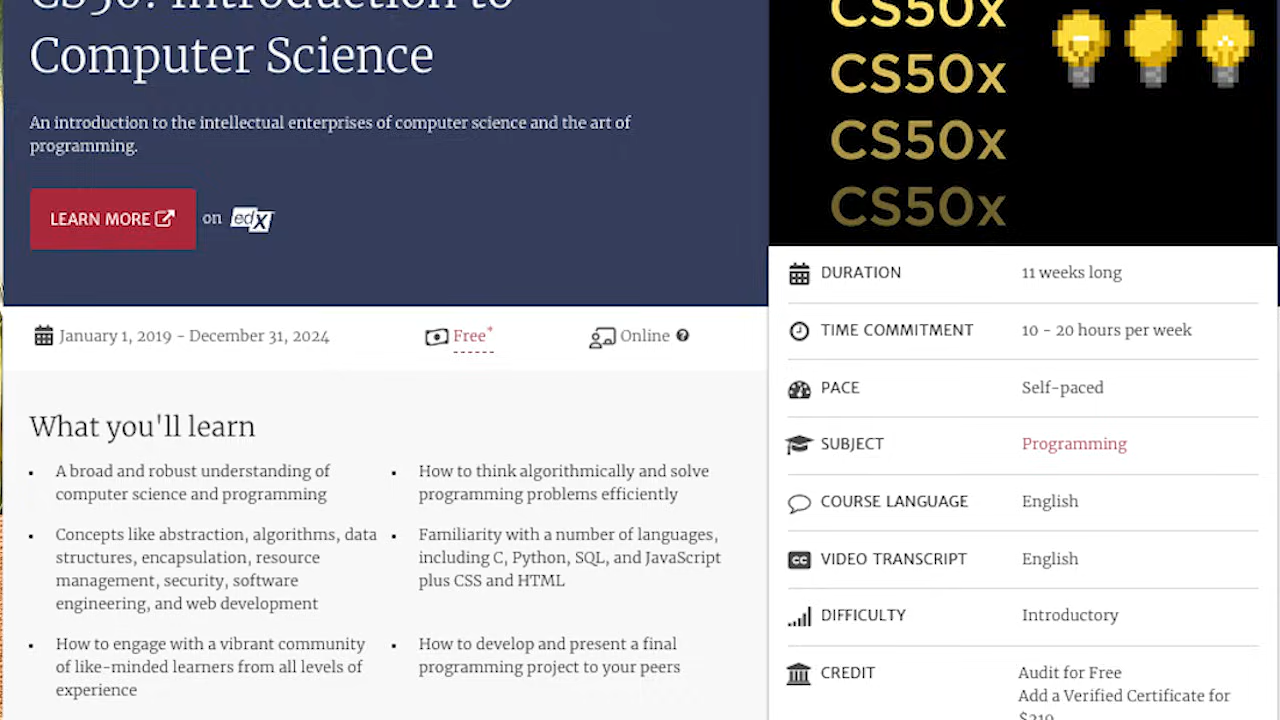 CS50: Introduction to
Computer Science
An introduction to the intellectual enterprises of computer science and the art of
programming.
LEARN MORE on edX
January 1, 2019 - December 31, 2024
Free*
Online
What you'll learn
A broad and robust understanding of
computer science and programming
Concepts like abstraction, algorithms, data
structures, encapsulation, resource
management, security, software
engineering, and web development
How to engage with a vibrant community
of like-minded learners from all levels of
experience
How to think algorithmically and solve
programming problems efficiently
Familiarity with a number of languages,
including C, Python, SQL, and JavaScript
plus CSS and HTML
How to develop and present a final
programming project to your peers
CS50x
CS50x
CS50x
CS50x
DURATION 11 weeks long
TIME COMMITMENT 10 - 20 hours per week
PACE Self-paced
SUBJECT Programming
COURSE LANGUAGE English
CC VIDEO TRANSCRIPT English
DIFFICULTY Introductory
CREDIT Audit for Free
Add a Verified Certificate for
$219